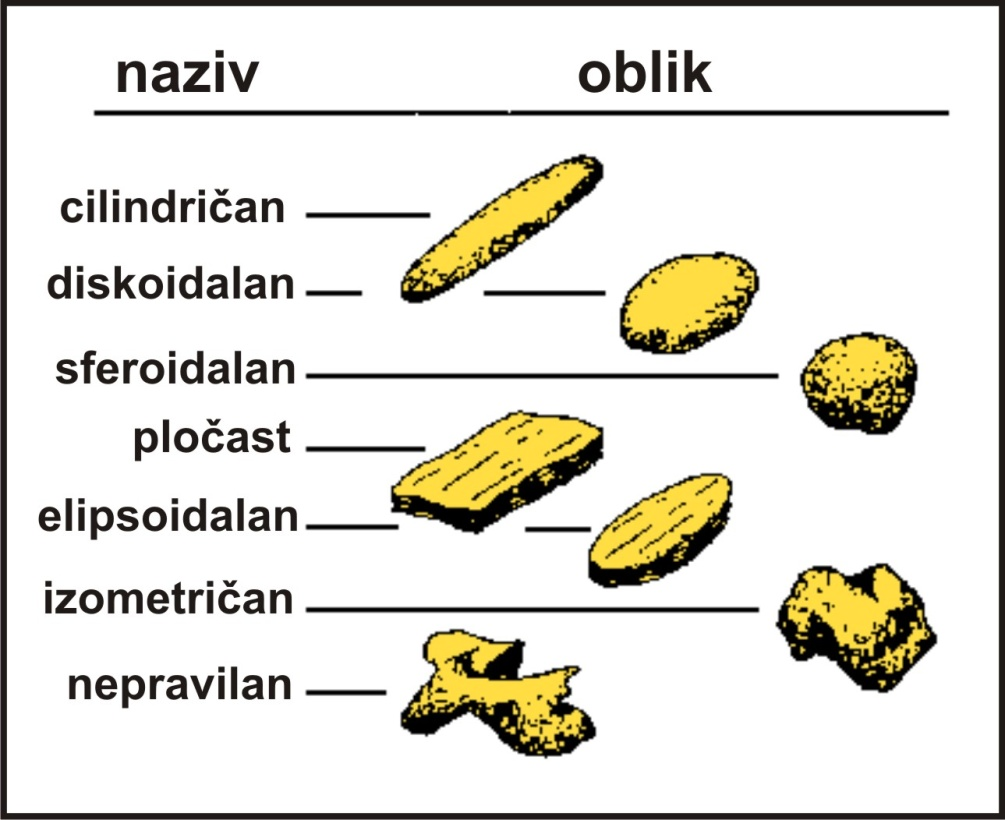 naziv oblik
cilindričan
diskoidalan
sferoidalan
pločast
elipsoidalan
izometričan
nepravilan